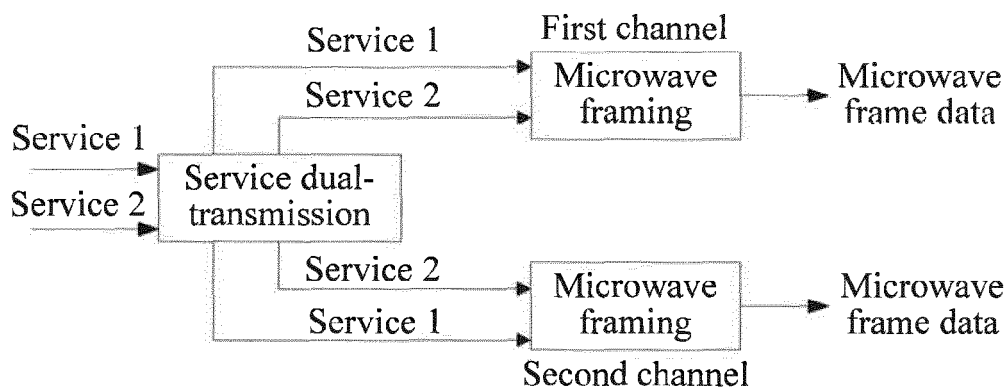 Service 1
First channel
Service 2
Microwave
framing
Microwave
frame data
Service 1
Service 2
Service dual-
transmission
Service 2
Service 1
Microwave
framing
Microwave
frame data
Second channel